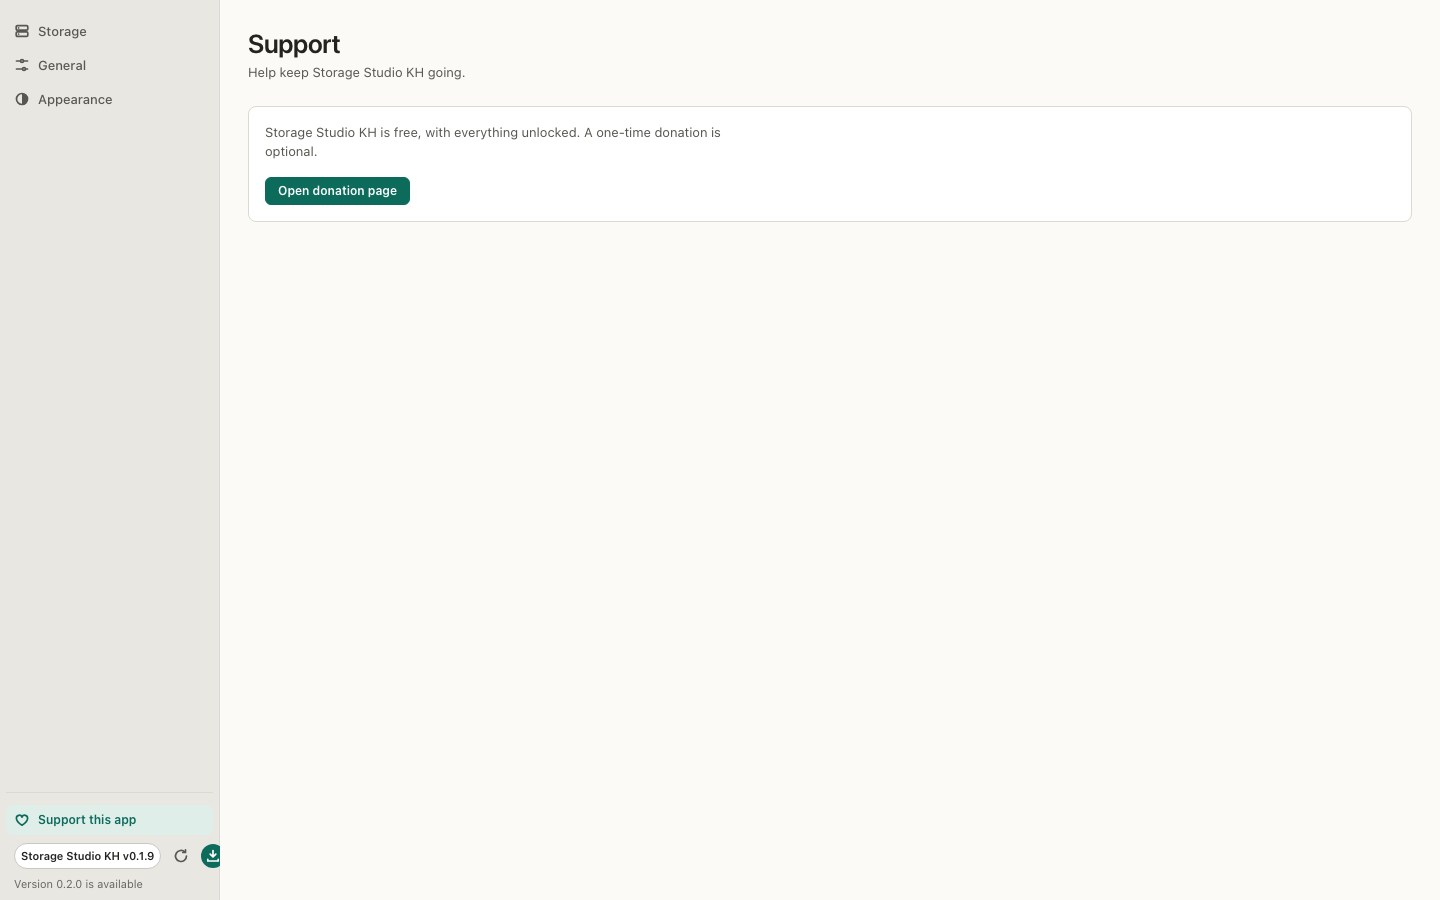 Storage
General
Appearance
Support
Help keep Storage Studio KH going.
Storage Studio KH is free, with everything unlocked. A one-time donation is
optional.
Open donation page
Support this app
Storage Studio KH v0.1.9
Version 0.2.0 is available